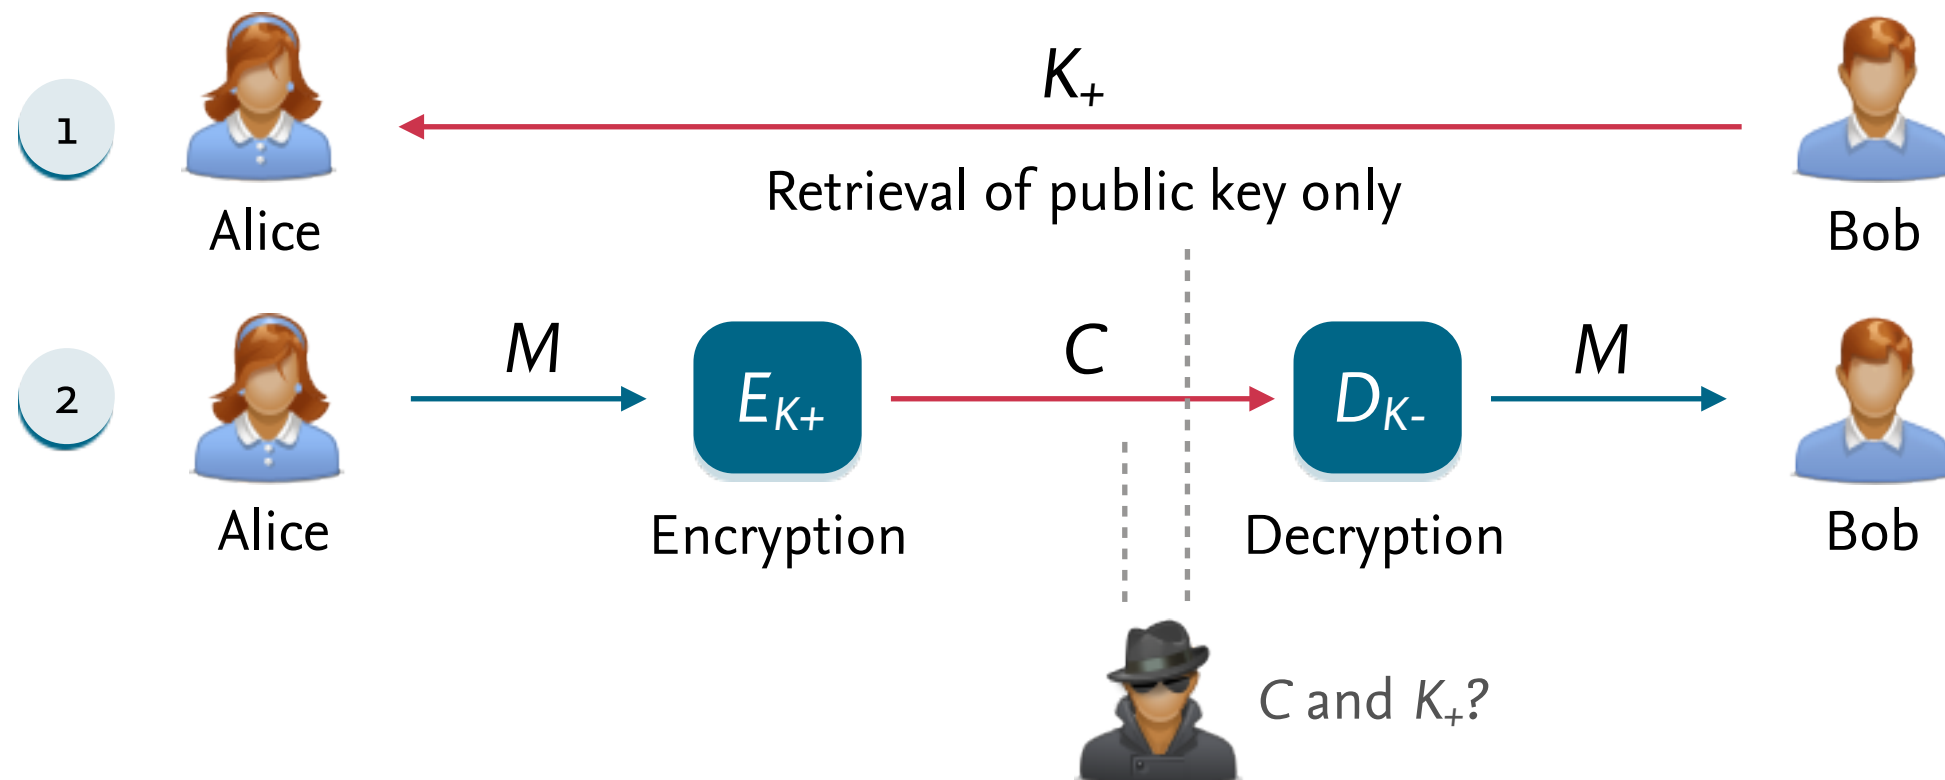 1
K+
Retrieval of public key only
Alice
Bob
2
M
EK+
C
DK-
M
Alice
Encryption
Decryption
Bob
C and K+?